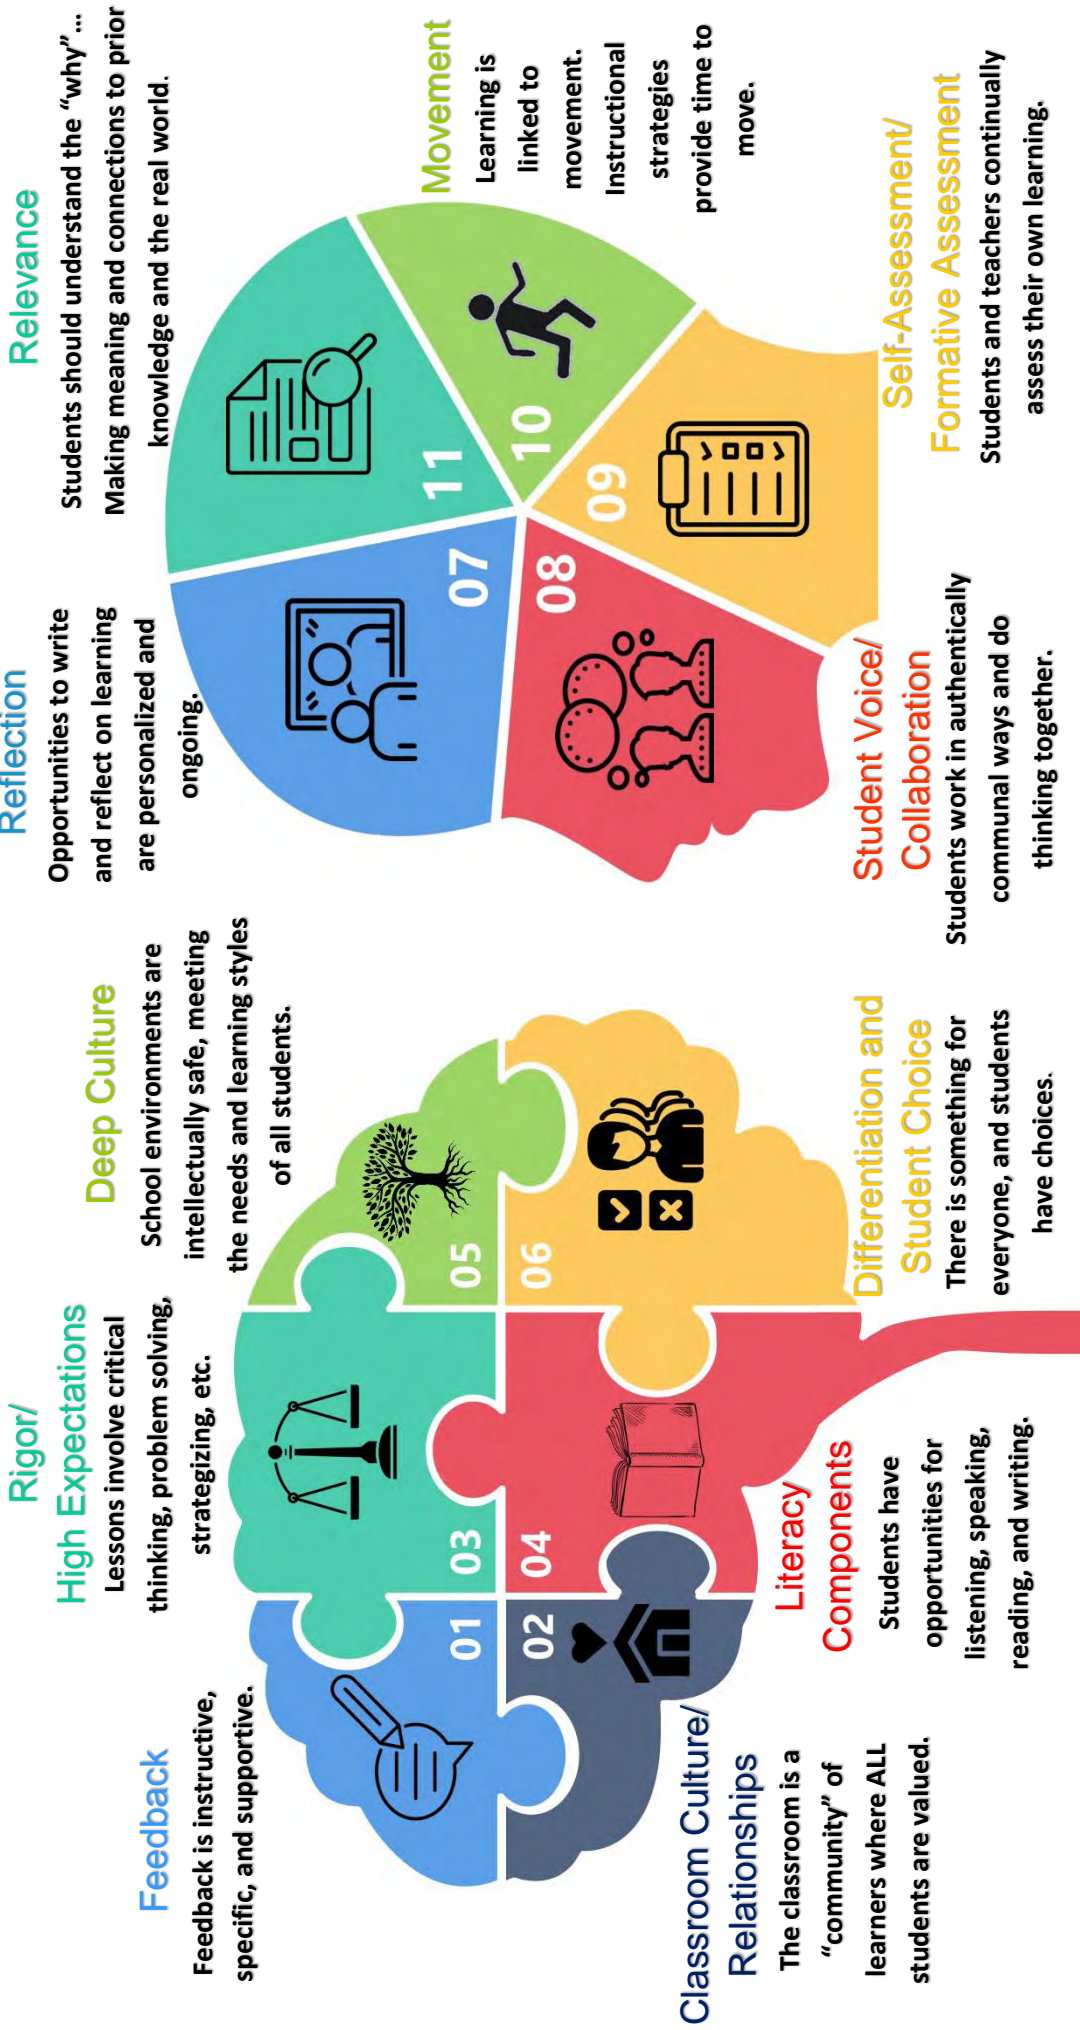 Feedback
Feedback is instructive,
specific, and supportive.
01
Classroom Culture/
Relationships
The classroom is a
“community” of
learners where ALL
students are valued.
02
Rigor/
High Expectations
Lessons involve critical
thinking, problem solving,
strategizing, etc.
03
Literacy
Components
Students have
opportunities for
listening, speaking,
reading, and writing.
04
Deep Culture
School environments are
intellectually safe, meeting
the needs and learning styles
of all students.
05
Differentiation and
Student Choice
There is something for
everyone, and students
have choices.
06
Reflection
Opportunities to write
and reflect on learning
are personalized and
ongoing.
07
Student Voice/
Collaboration
Students work in authentically
communal ways and do
thinking together.
08
Self-Assessment/
Formative Assessment
Students and teachers continually
assess their own learning.
09
Movement
Learning is
linked to
movement.
Instructional
strategies
provide time to
move.
10
Relevance
Students should understand the “why”...
Making meaning and connections to prior
knowledge and the real world.
11